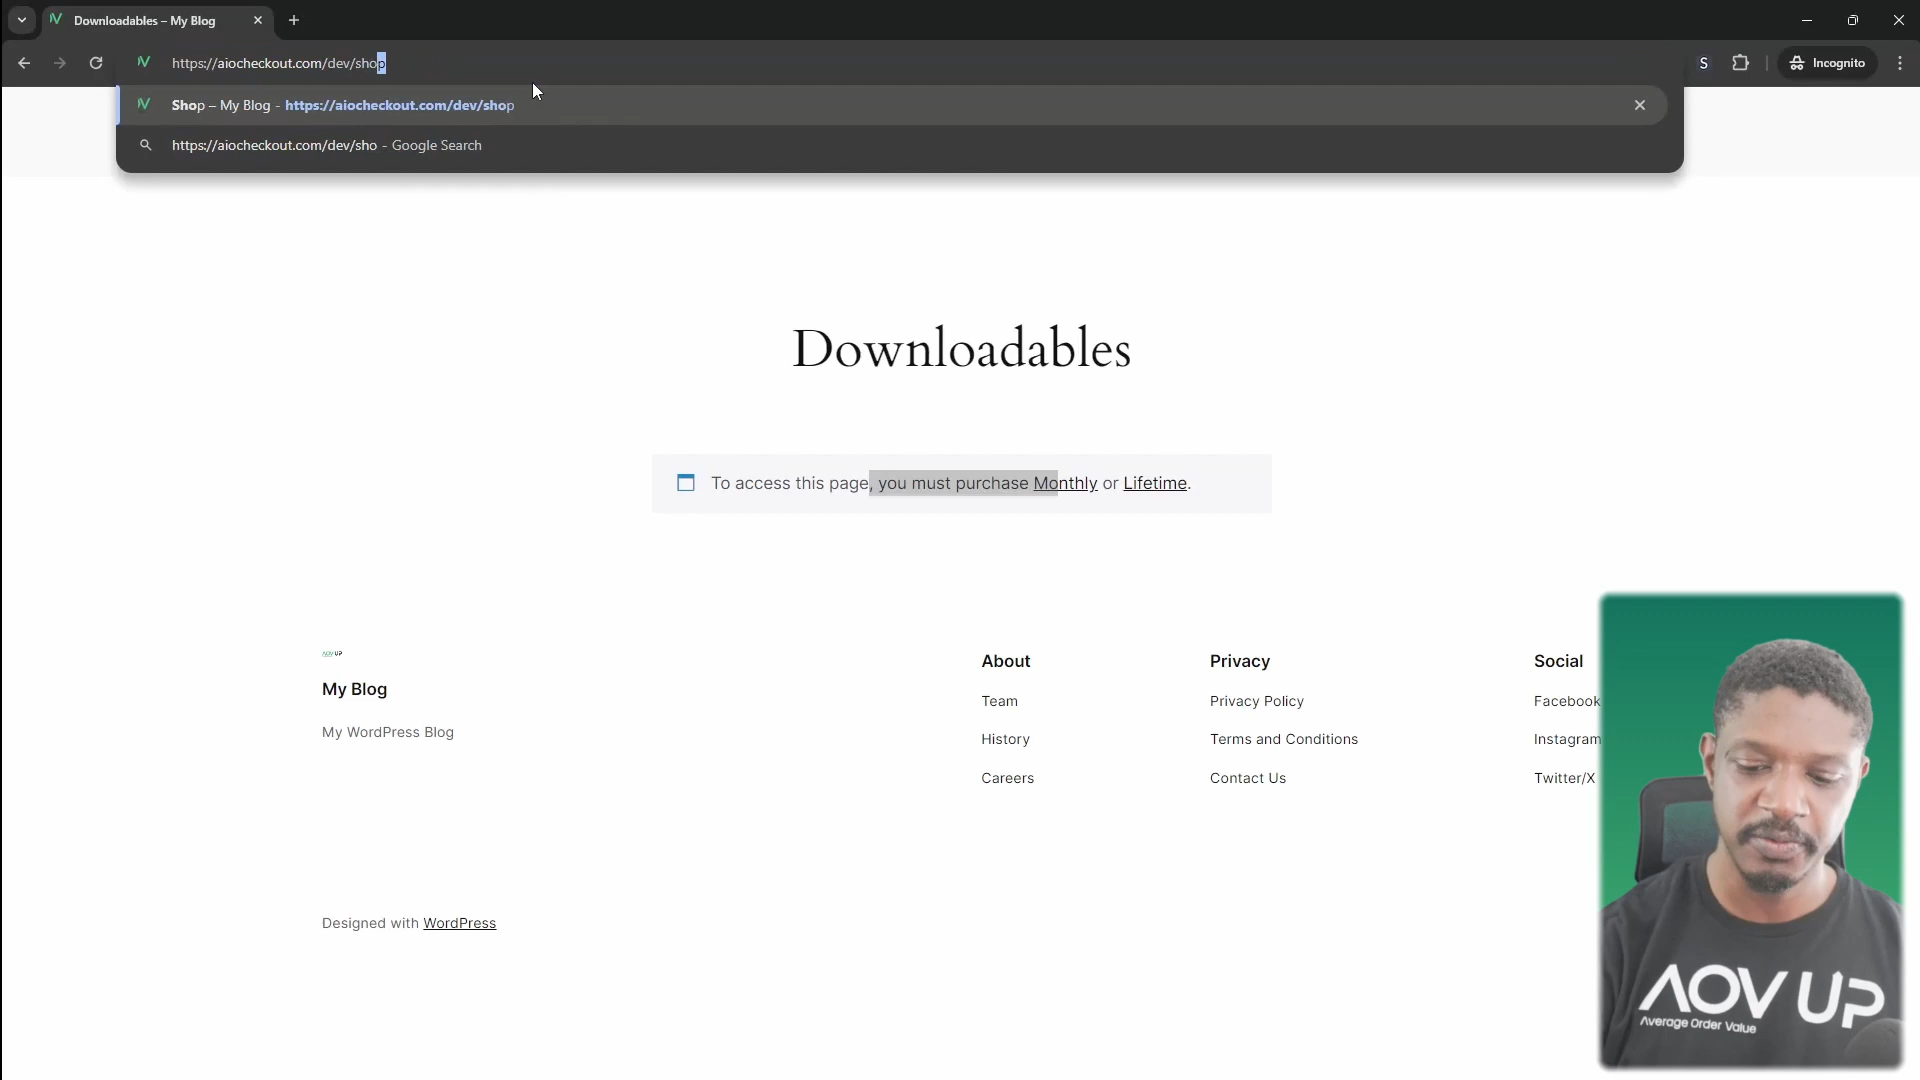 Downloadables – My Blog
https://aiocheckout.com/dev/shop
S
Incognito
Shop – My Blog - https://aiocheckout.com/dev/shop
https://aiocheckout.com/dev/sho - Google Search
Downloadables
To access this page, you must purchase Monthly or Lifetime.
AOV UP
My Blog
My WordPress Blog
About
Team
History
Careers
Privacy
Privacy Policy
Terms and Conditions
Contact Us
Social
Facebook
Instagram
Twitter/X
Designed with WordPress
AOV UP
Average Order Value